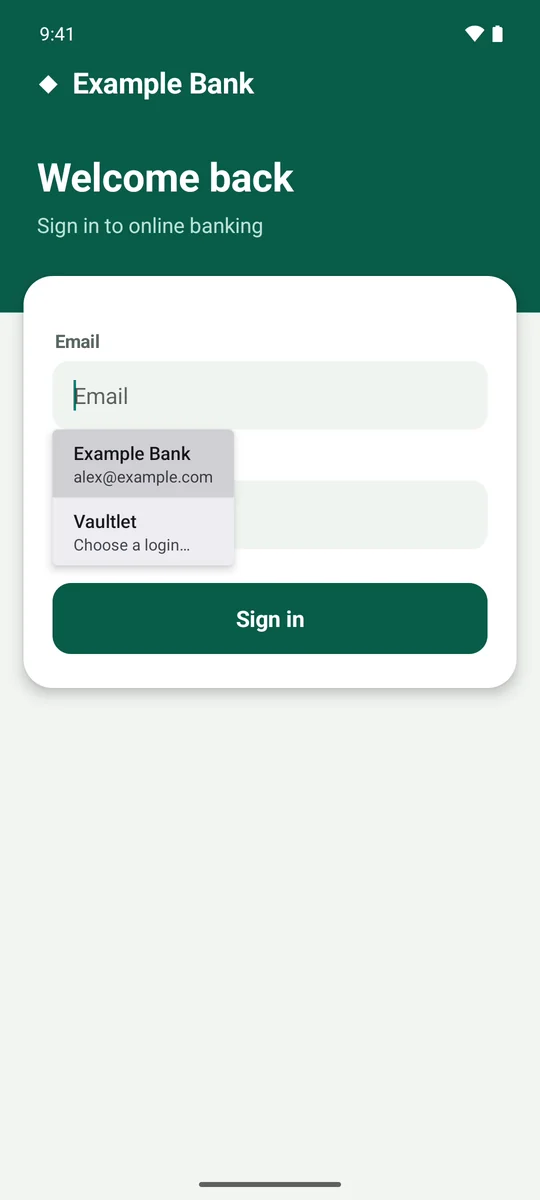 9:41
Example Bank
Welcome back
Sign in to online banking
Email
Email
Example Bank
alex@example.com
Vaultlet
Choose a login…
Sign in